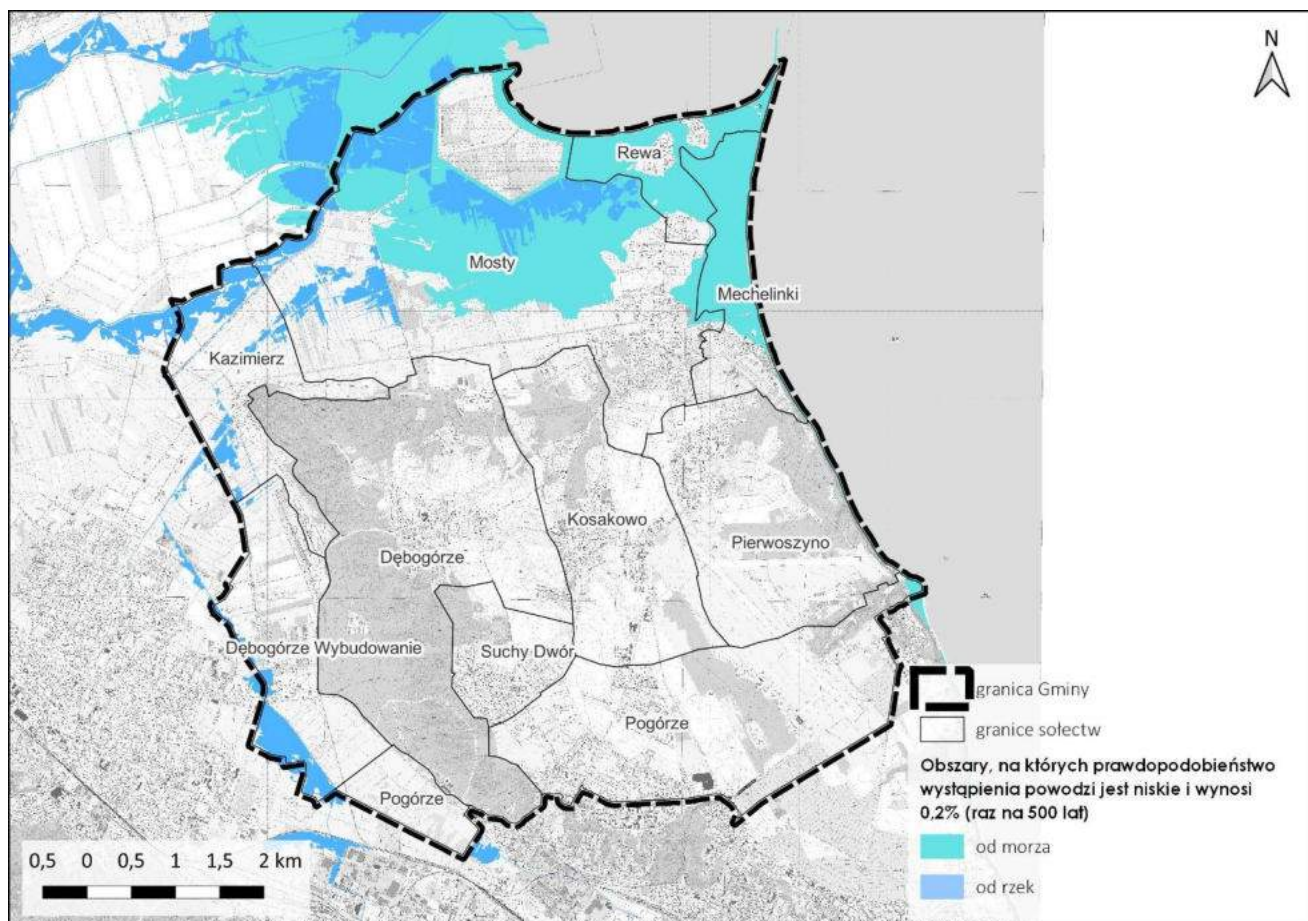 N
Rewa
Mosty
Mechelinki
Kazimierz
Kosakowo
Pierwoszyno
Dębogórze
Dębogórze Wybudowanie
Suchy Dwór
Pogórze
Pogórze
granica Gminy
granice sołectw
Obszary, na których prawdopodobieństwo
wystąpienia powodzi jest niskie i wynosi
0,2% (raz na 500 lat)
od morza
od rzek
0,5 0 0,5 1 1,5 2 km